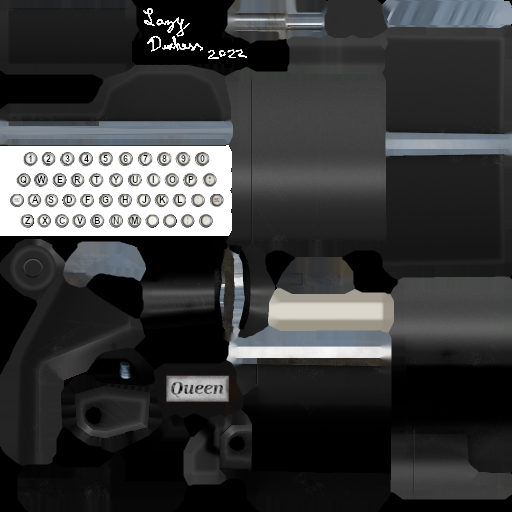 Lazy
Duchess 2022
1 2 3 4 5 6 7 8 9 0
Q W E R T Y U I O P
A S D F G H J K L
Z X C V B N M
Queen